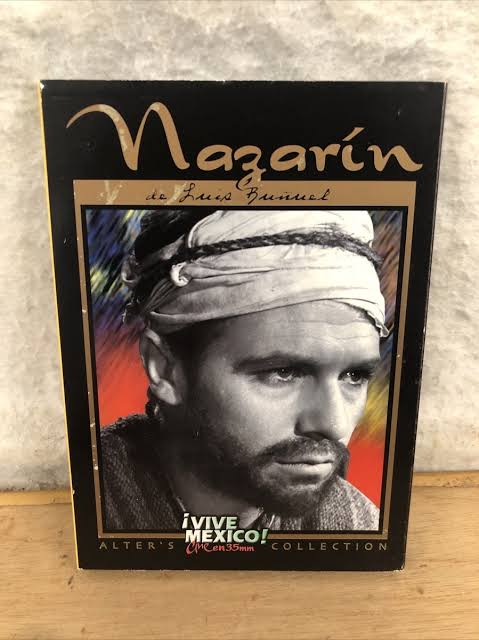 Nazarín
de Luis Buñuel
¡VIVE
MEXICO!
Cine en 35mm
ALTER'S COLLECTION